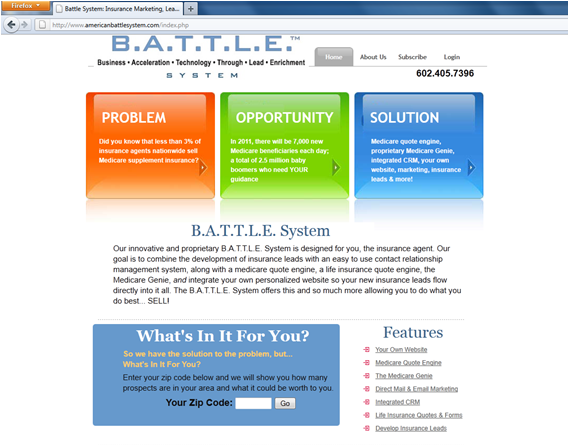 Firefox
Battle System: Insurance Marketing, Lea...
http://www.americanbattlesystem.com/index.php
B.A.T.T.L.E.™
Business • Acceleration • Technology • Through • Lead • Enrichment
SYSTEM
Home About Us Subscribe Login
602.405.7396
PROBLEM
Did you know that less than 3% of
insurance agents nationwide sell
Medicare supplement insurance?
OPPORTUNITY
In 2011, there will be 7,000 new
Medicare beneficiaries each day;
a total of 2.5 million baby
boomers who need YOUR
guidance
SOLUTION
Medicare quote engine,
proprietary Medicare Genie,
integrated CRM, your own
website, marketing, insurance
leads & more!
B.A.T.T.L.E. System
Our innovative and proprietary B.A.T.T.L.E. System is designed for you, the insurance agent. Our
goal is to combine the development of insurance leads with an easy to use contact relationship
management system, along with a medicare quote engine, a life insurance quote engine, the
Medicare Genie, and integrate your own personalized website so your new insurance leads flow
directly into it all. The B.A.T.T.L.E. System offers this and so much more allowing you to do what you
do best... SELL!
What's In It For You?
So we have the solution to the problem, but...
What's In It For You?
Enter your zip code below and we will show you how many
prospects are in your area and what it could be worth to you.
Your Zip Code: Go
Features
Your Own Website
Medicare Quote Engine
The Medicare Genie
Direct Mail & Email Marketing
Integrated CRM
Life Insurance Quotes & Forms
Develop Insurance Leads